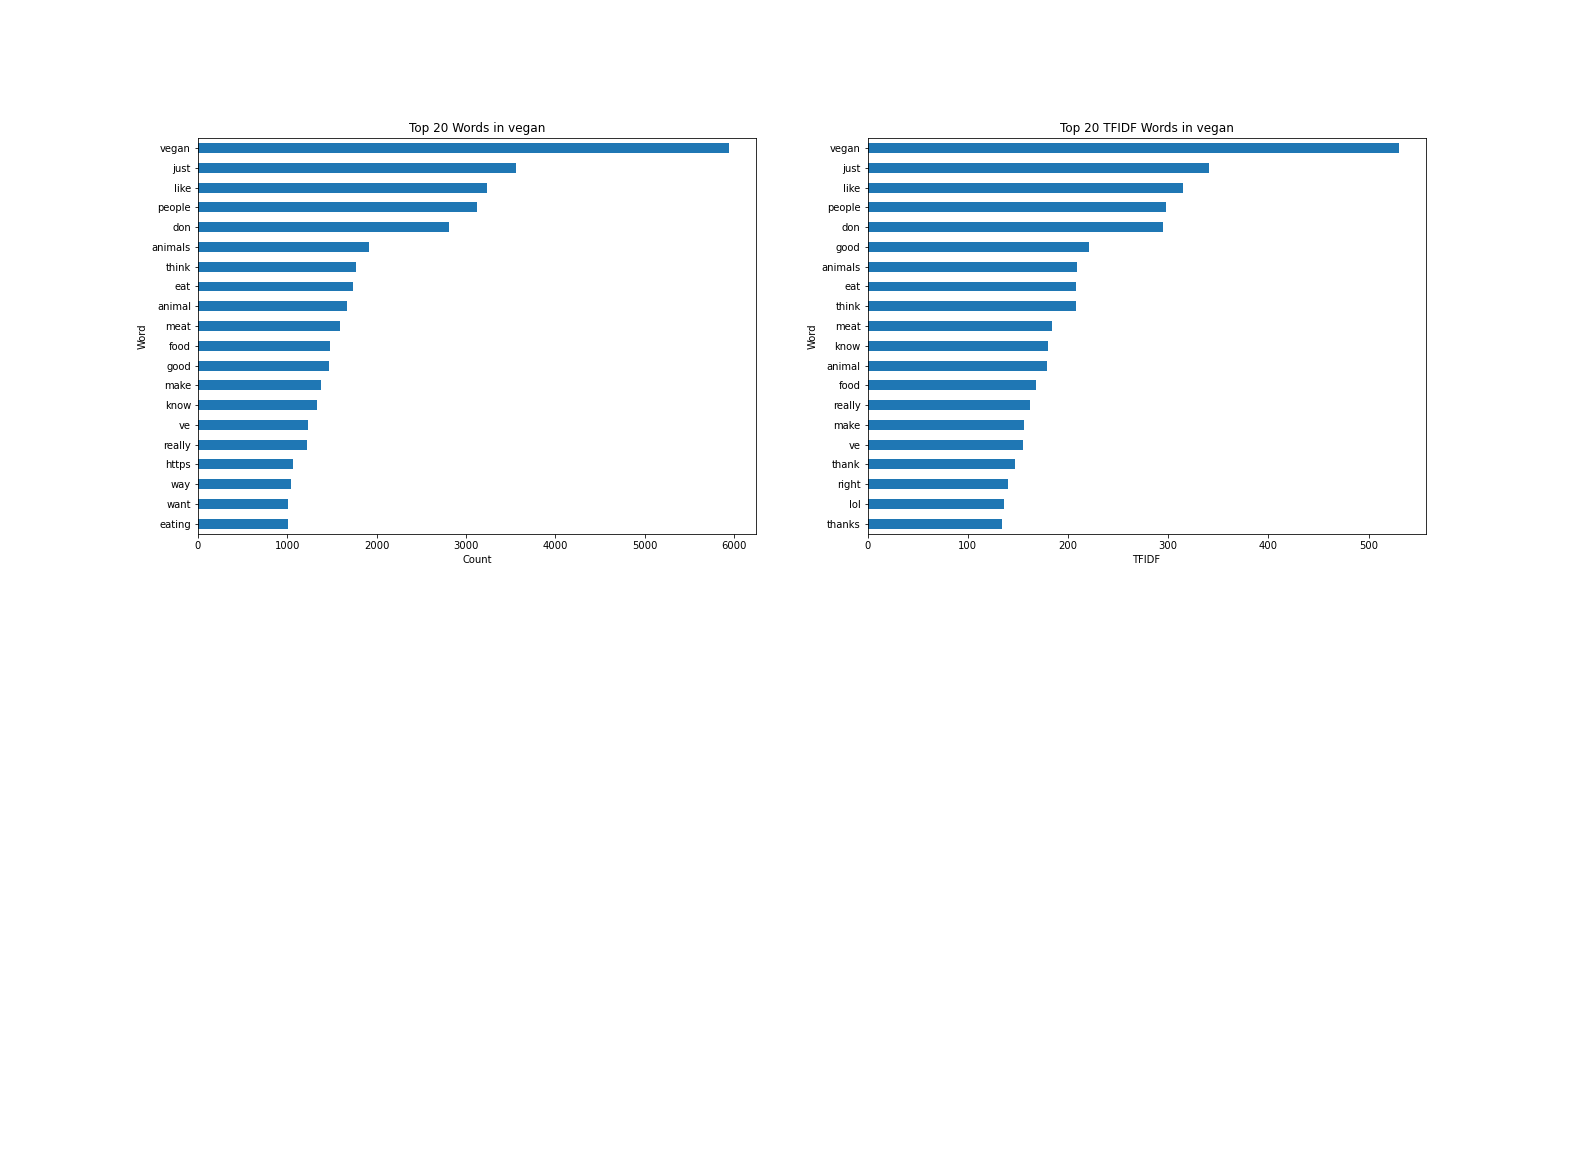 Top 20 Words in vegan
Word
vegan
just
like
people
don
animals
think
eat
animal
meat
food
good
make
know
ve
really
https
way
want
eating
0 1000 2000 3000 4000 5000 6000
Count
Top 20 TFIDF Words in vegan
Word
vegan
just
like
people
don
good
animals
eat
think
meat
know
animal
food
really
make
ve
thank
right
lol
thanks
0 100 200 300 400 500
TFIDF